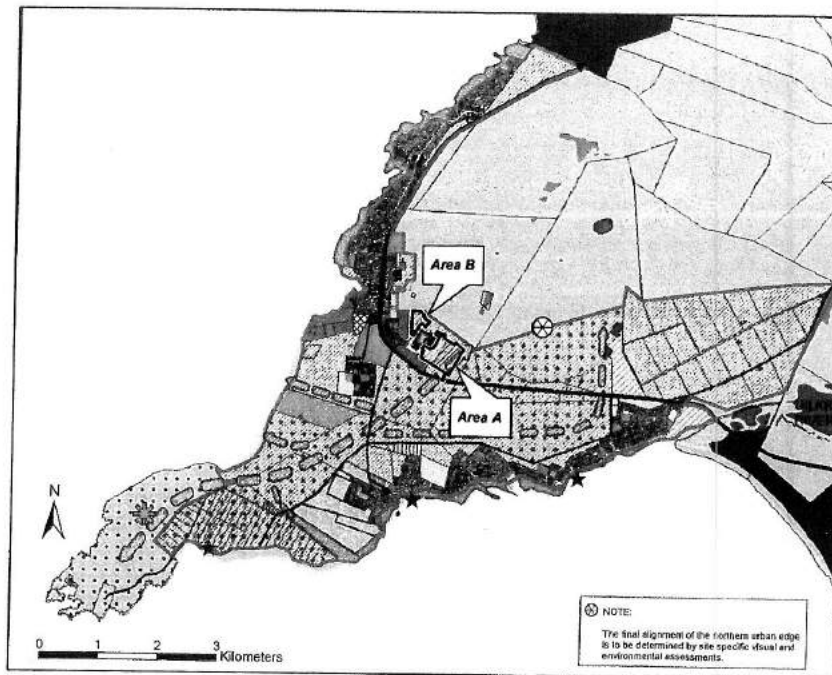 Area B
Area A
N
0 1 2 3
Kilometers
NOTE:
The final alignment of the northern urban edge
is to be determined by site specific visual and
environmental assessments.